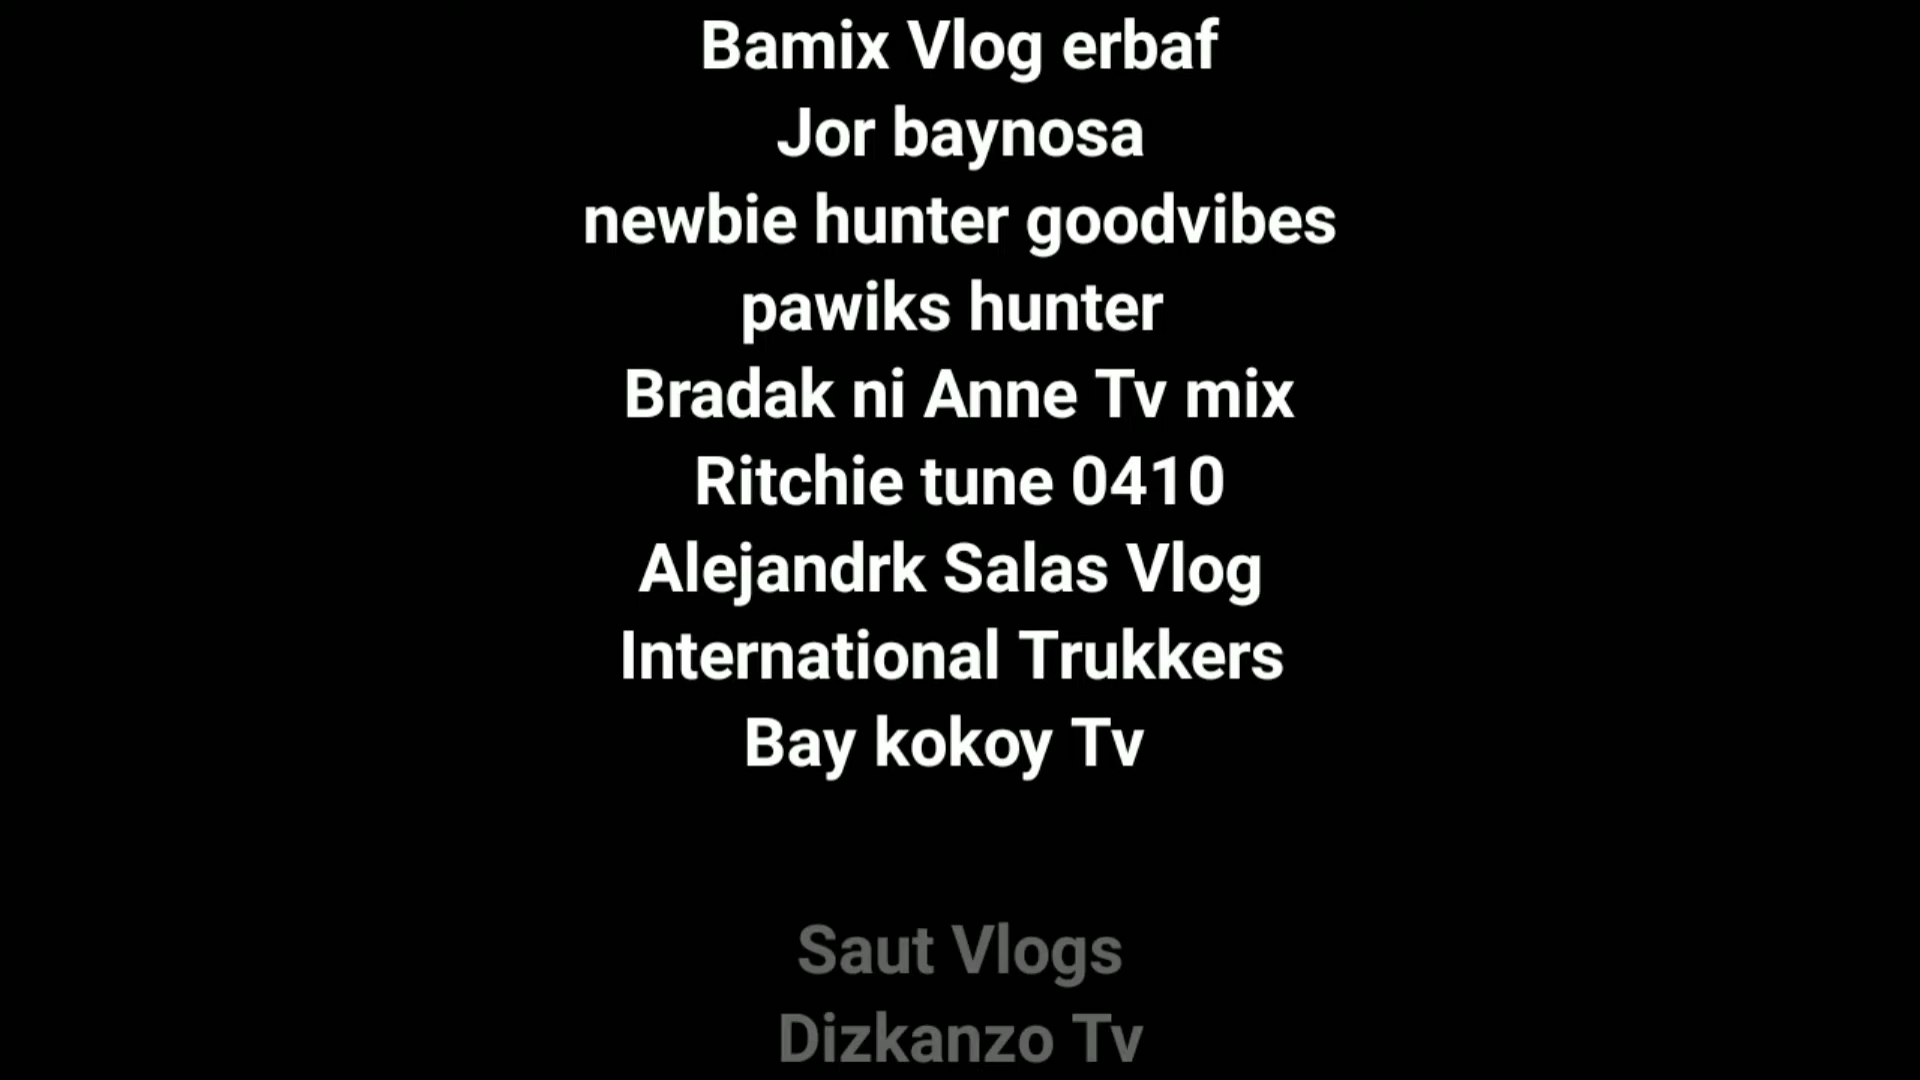 Bamix Vlog erbaf
Jor baynosa
newbie hunter goodvibes
pawiks hunter
Bradak ni Anne Tv mix
Ritchie tune 0410
Alejandrk Salas Vlog
International Trukkers
Bay kokoy Tv
Saut Vlogs
Dizkanzo Tv